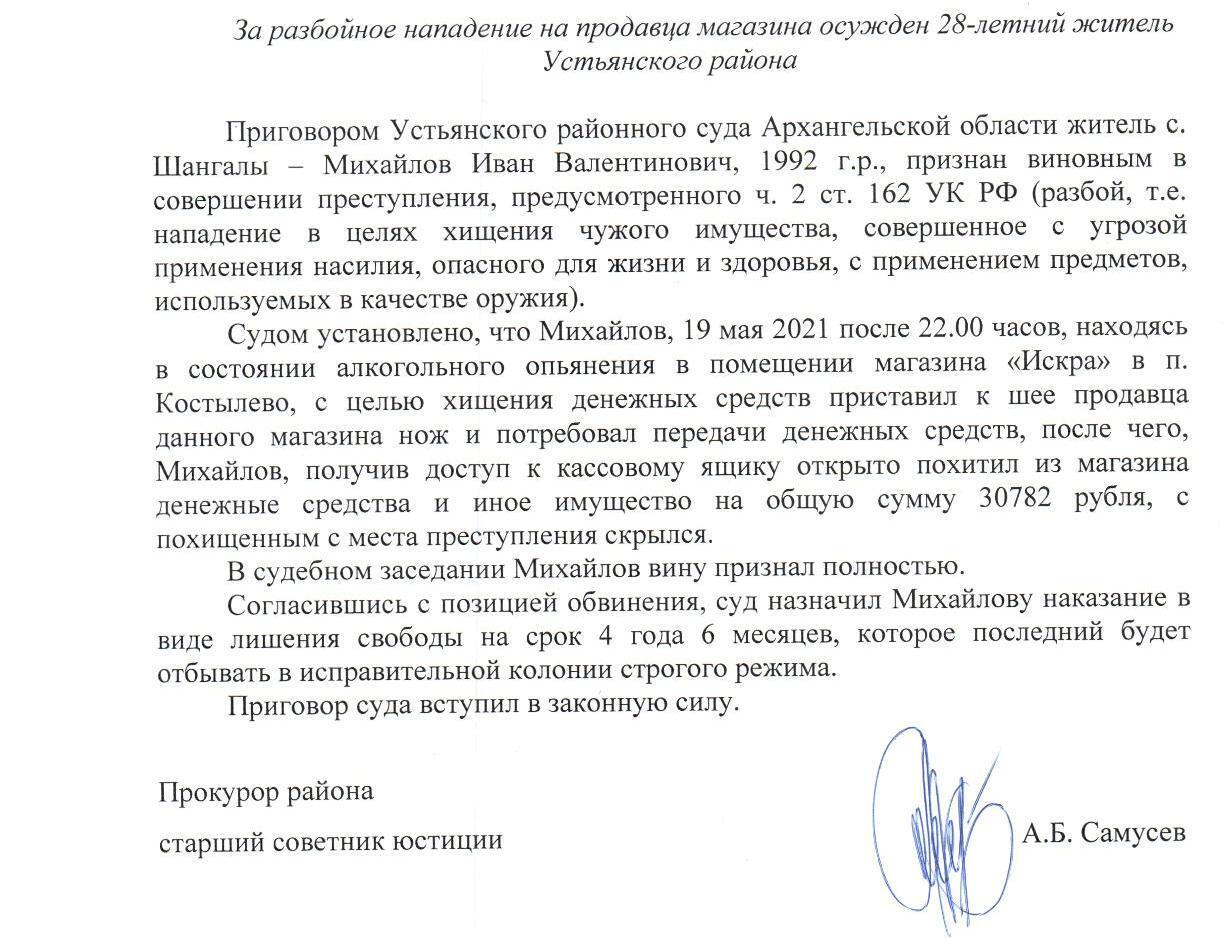 За разбойное нападение на продавца магазина осужден 28-летний житель
Устьянского района
Приговором Устьянского районного суда Архангельской области житель с.
Шангалы – Михайлов Иван Валентинович, 1992 г.р., признан виновным в
совершении преступления, предусмотренного ч. 2 ст. 162 УК РФ (разбой, т.е.
нападение в целях хищения чужого имущества, совершенное с угрозой
применения насилия, опасного для жизни и здоровья, с применением предметов,
используемых в качестве оружия).
Судом установлено, что Михайлов, 19 мая 2021 после 22.00 часов, находясь
в состоянии алкогольного опьянения в помещении магазина «Искра» в п.
Костылево, с целью хищения денежных средств приставил к шее продавца
данного магазина нож и потребовал передачи денежных средств, после чего,
Михайлов, получив доступ к кассовому ящику открыто похитил из магазина
денежные средства и иное имущество на общую сумму 30782 рубля, с
похищенным с места преступления скрылся.
В судебном заседании Михайлов вину признал полностью.
Согласившись с позицией обвинения, суд назначил Михайлову наказание в
виде лишения свободы на срок 4 года 6 месяцев, которое последний будет
отбывать в исправительной колонии строгого режима.
Приговор суда вступил в законную силу.
Прокурор района
старший советник юстиции
А.Б. Самусев